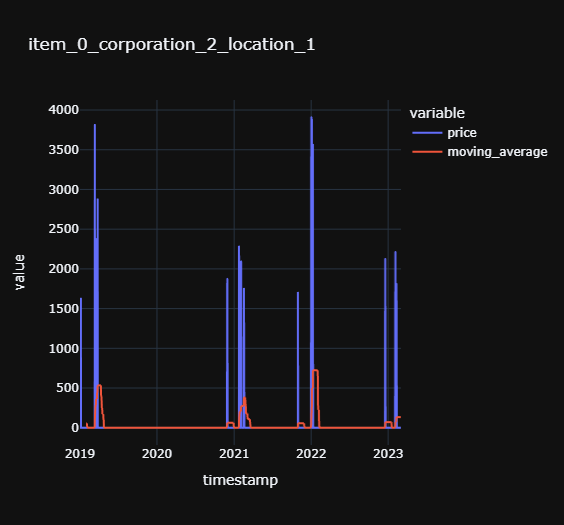 item_0_corporation_2_location_1
variable
price
moving_average
value
4000
3500
3000
2500
2000
1500
1000
500
0
2019 2020 2021 2022 2023
timestamp